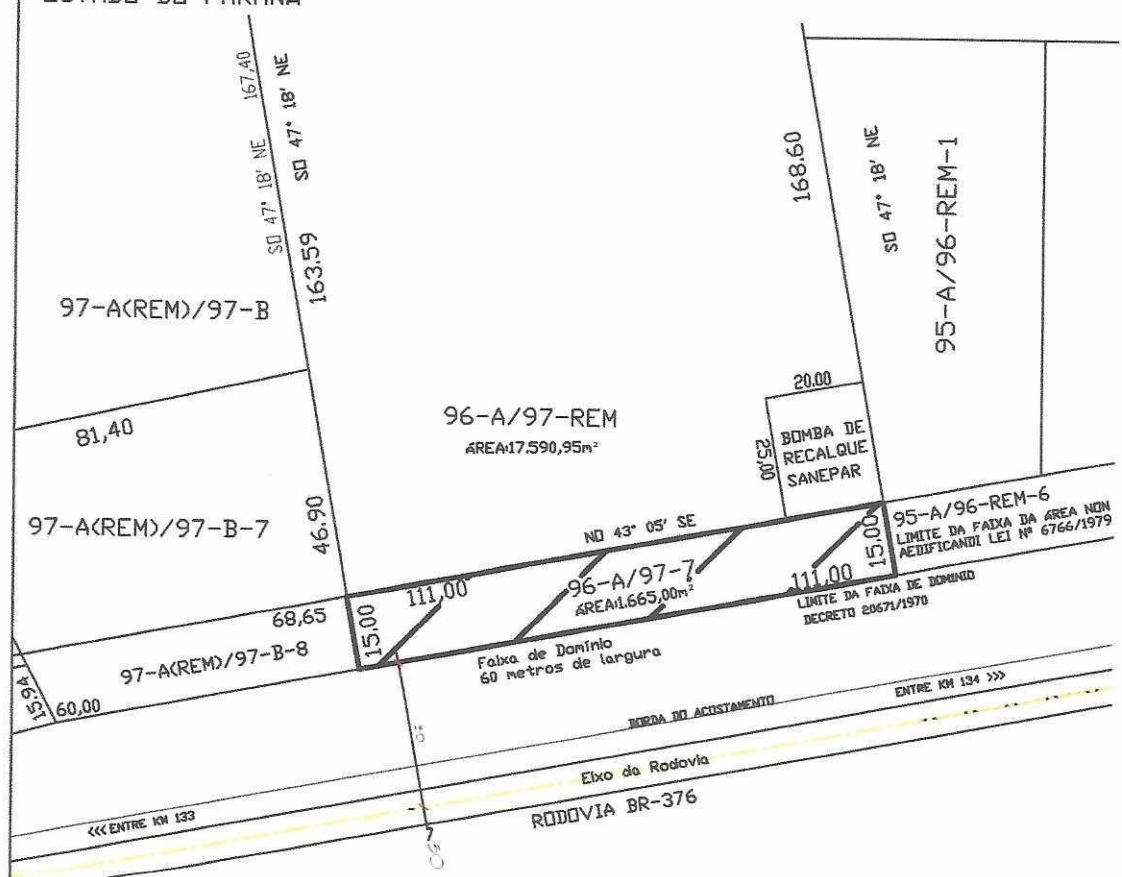 ESTADO DO PARANÁ
167,40
SO 47° 18' NE
SO 47° 18' NE
163.59
168.60
SO 47° 18' NE
95-A/96-REM-1
97-A(REM)/97-B
81,40
96-A/97-REM
ÁREA:17.590,95m²
20.00
25,00
BOMBA DE
RECALQUE
SANEPAR
97-A(REM)/97-B-7
46.90
NO 43° 05' SE
95-A/96-REM-6
LIMITE DA FAIXA DA ÁREA NON
AEDIFICANDI LEI Nº 6766/1979
15.00
111,00
96-A/97-7
ÁREA:1.665,00m²
111,00
LIMITE DA FAIXA DE DOMINIO
DECRETO 20671/1970
68,65
15.00
97-A(REM)/97-B-8
15.94
60,00
Faixa de Domínio
60 metros de largura
BORDA DO ACOSTAMENTO
ENTRE KM 134 >>>
Eixo da Rodovia
<<< ENTRE KM 133
RODOVIA BR-376